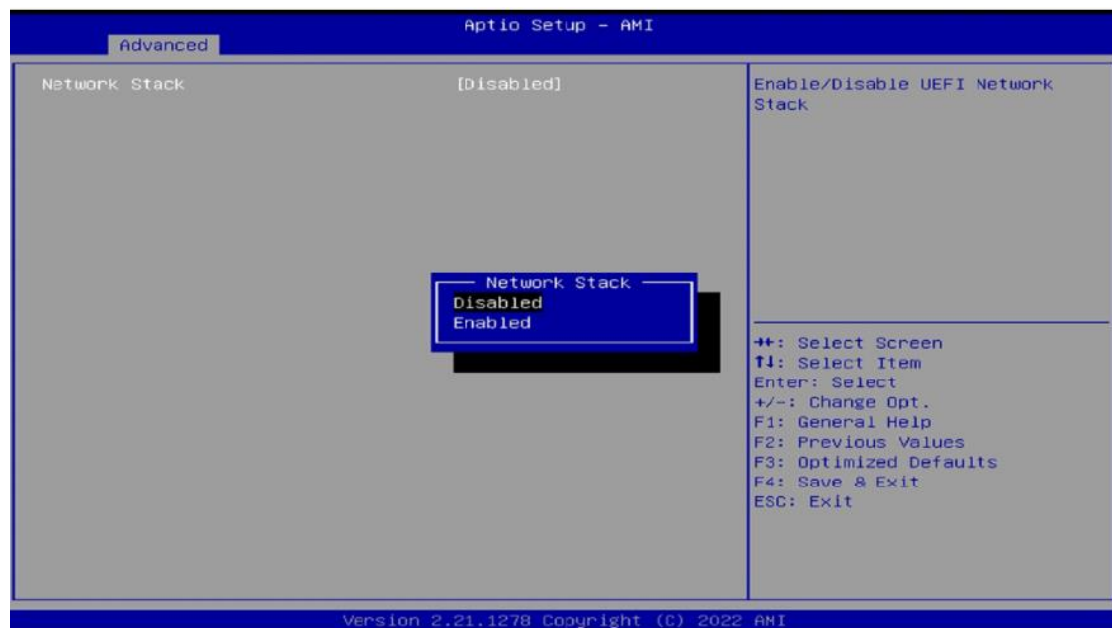 Aptio Setup – AMI
Advanced
Network Stack [Disabled]
Enable/Disable UEFI Network
Stack
Network Stack
Disabled
Enabled
→←: Select Screen
↑↓: Select Item
Enter: Select
+/-: Change Opt.
F1: General Help
F2: Previous Values
F3: Optimized Defaults
F4: Save & Exit
ESC: Exit
Version 2.21.1278 Copyright (C) 2022 AMI